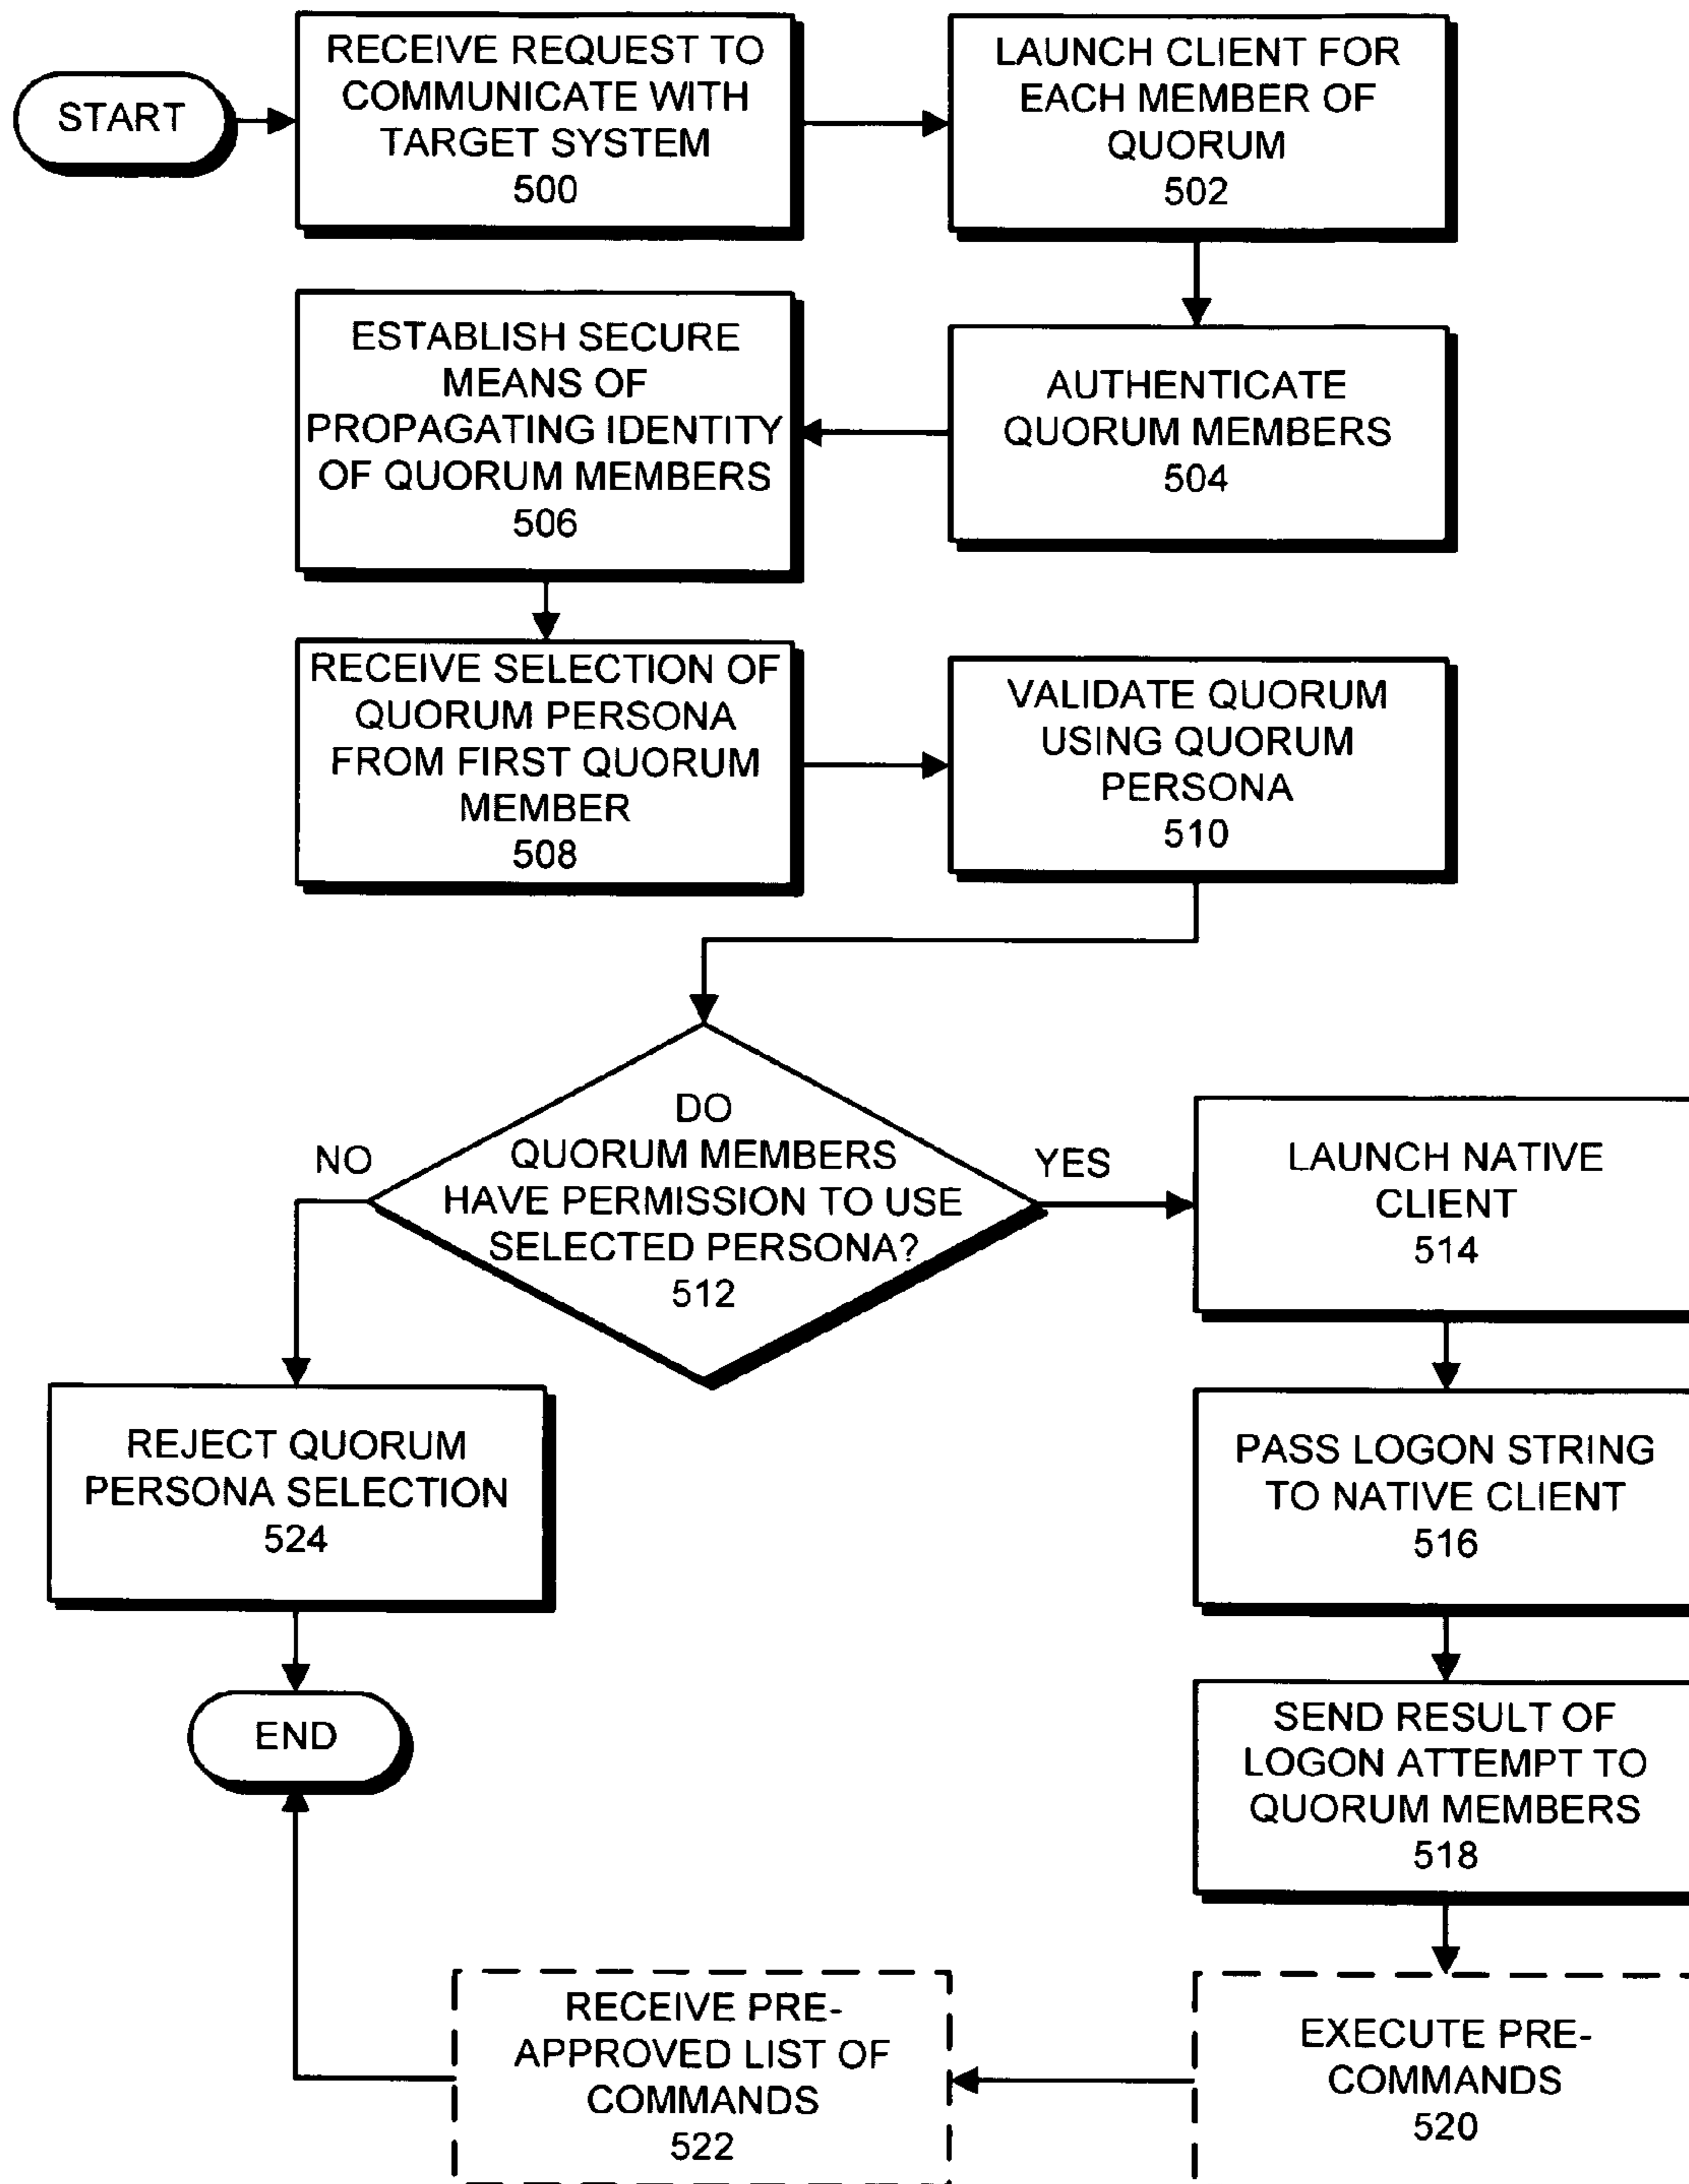 START
RECEIVE REQUEST TO
COMMUNICATE WITH
TARGET SYSTEM
500
LAUNCH CLIENT FOR
EACH MEMBER OF
QUORUM
502
AUTHENTICATE
QUORUM MEMBERS
504
ESTABLISH SECURE
MEANS OF
PROPAGATING IDENTITY
OF QUORUM MEMBERS
506
RECEIVE SELECTION OF
QUORUM PERSONA
FROM FIRST QUORUM
MEMBER
508
VALIDATE QUORUM
USING QUORUM
PERSONA
510
DO
QUORUM MEMBERS
HAVE PERMISSION TO USE
SELECTED PERSONA?
512
NO
YES
LAUNCH NATIVE
CLIENT
514
PASS LOGON STRING
TO NATIVE CLIENT
516
SEND RESULT OF
LOGON ATTEMPT TO
QUORUM MEMBERS
518
EXECUTE PRE-
COMMANDS
520
RECEIVE PRE-
APPROVED LIST OF
COMMANDS
522
REJECT QUORUM
PERSONA SELECTION
524
END